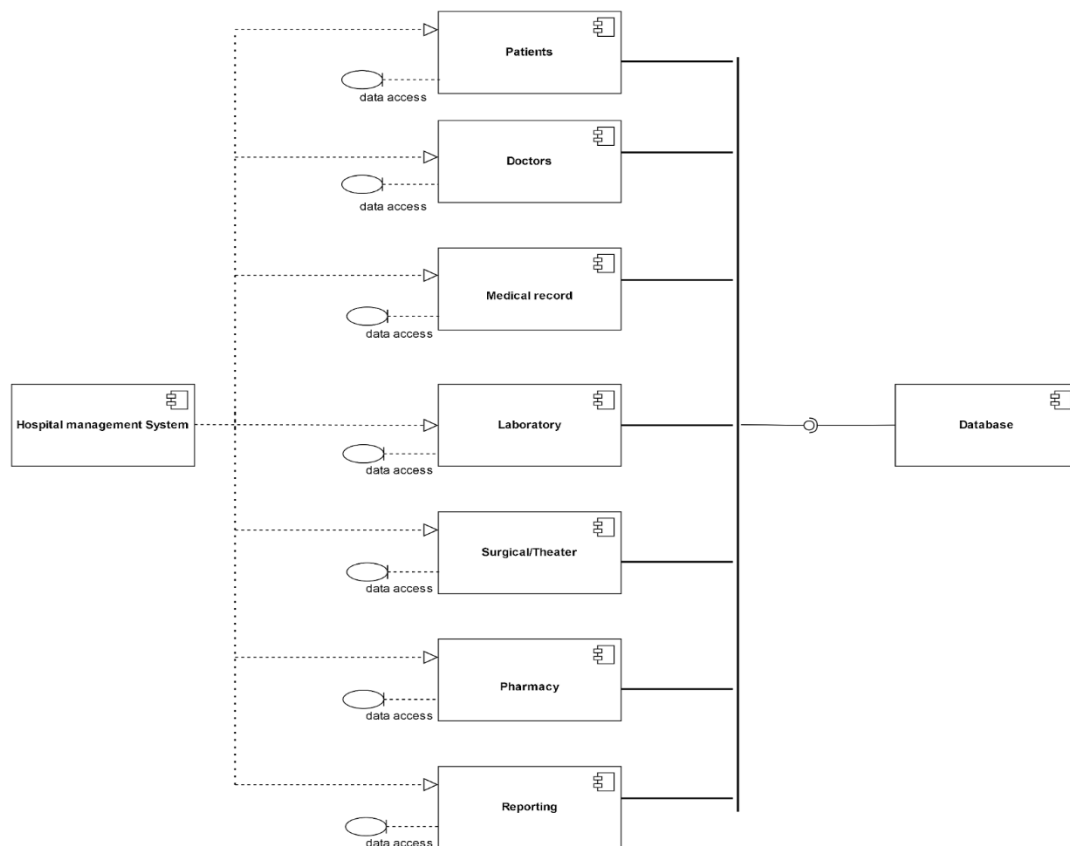 Patients
data access
Doctors
data access
Medical record
data access
Hospital management System
Laboratory
Database
data access
Surgical/Theater
data access
Pharmacy
data access
Reporting
data access